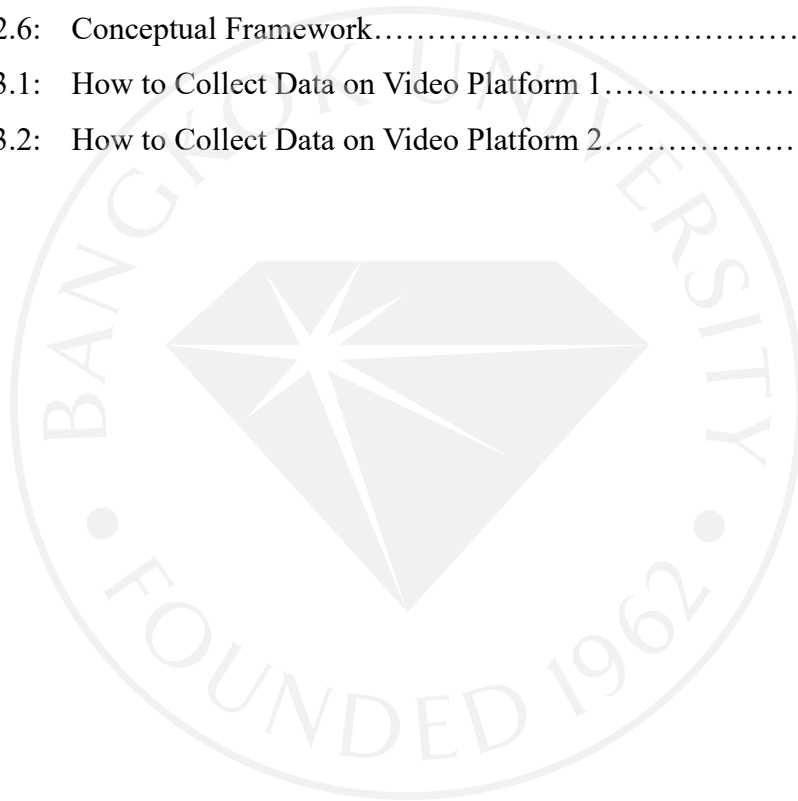 2.6: Conceptual Framework……………………………………
3.1: How to Collect Data on Video Platform 1………………
3.2: How to Collect Data on Video Platform 2………………
BANGKOK UNIVERSITY
FOUNDED 1962